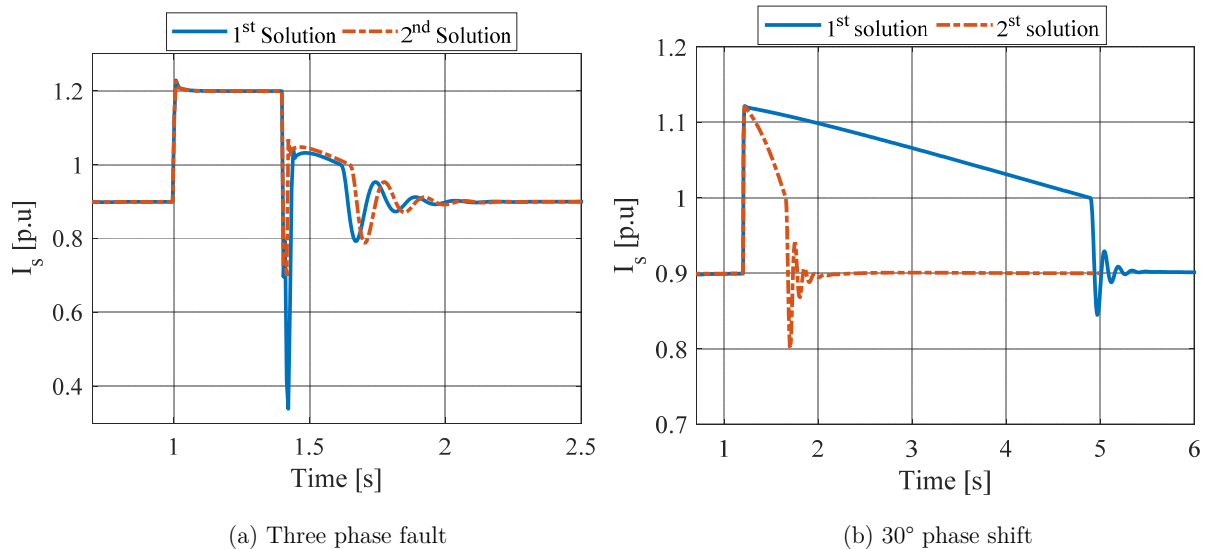 1st Solution 2nd Solution
1.2
1
0.8
0.6
0.4
I_s [p.u]
1 1.5 2 2.5
Time [s]
(a) Three phase fault
1st solution 2st solution
1.2
1.1
1
0.9
0.8
0.7
I_s [p.u]
1 2 3 4 5 6
Time [s]
(b) 30° phase shift